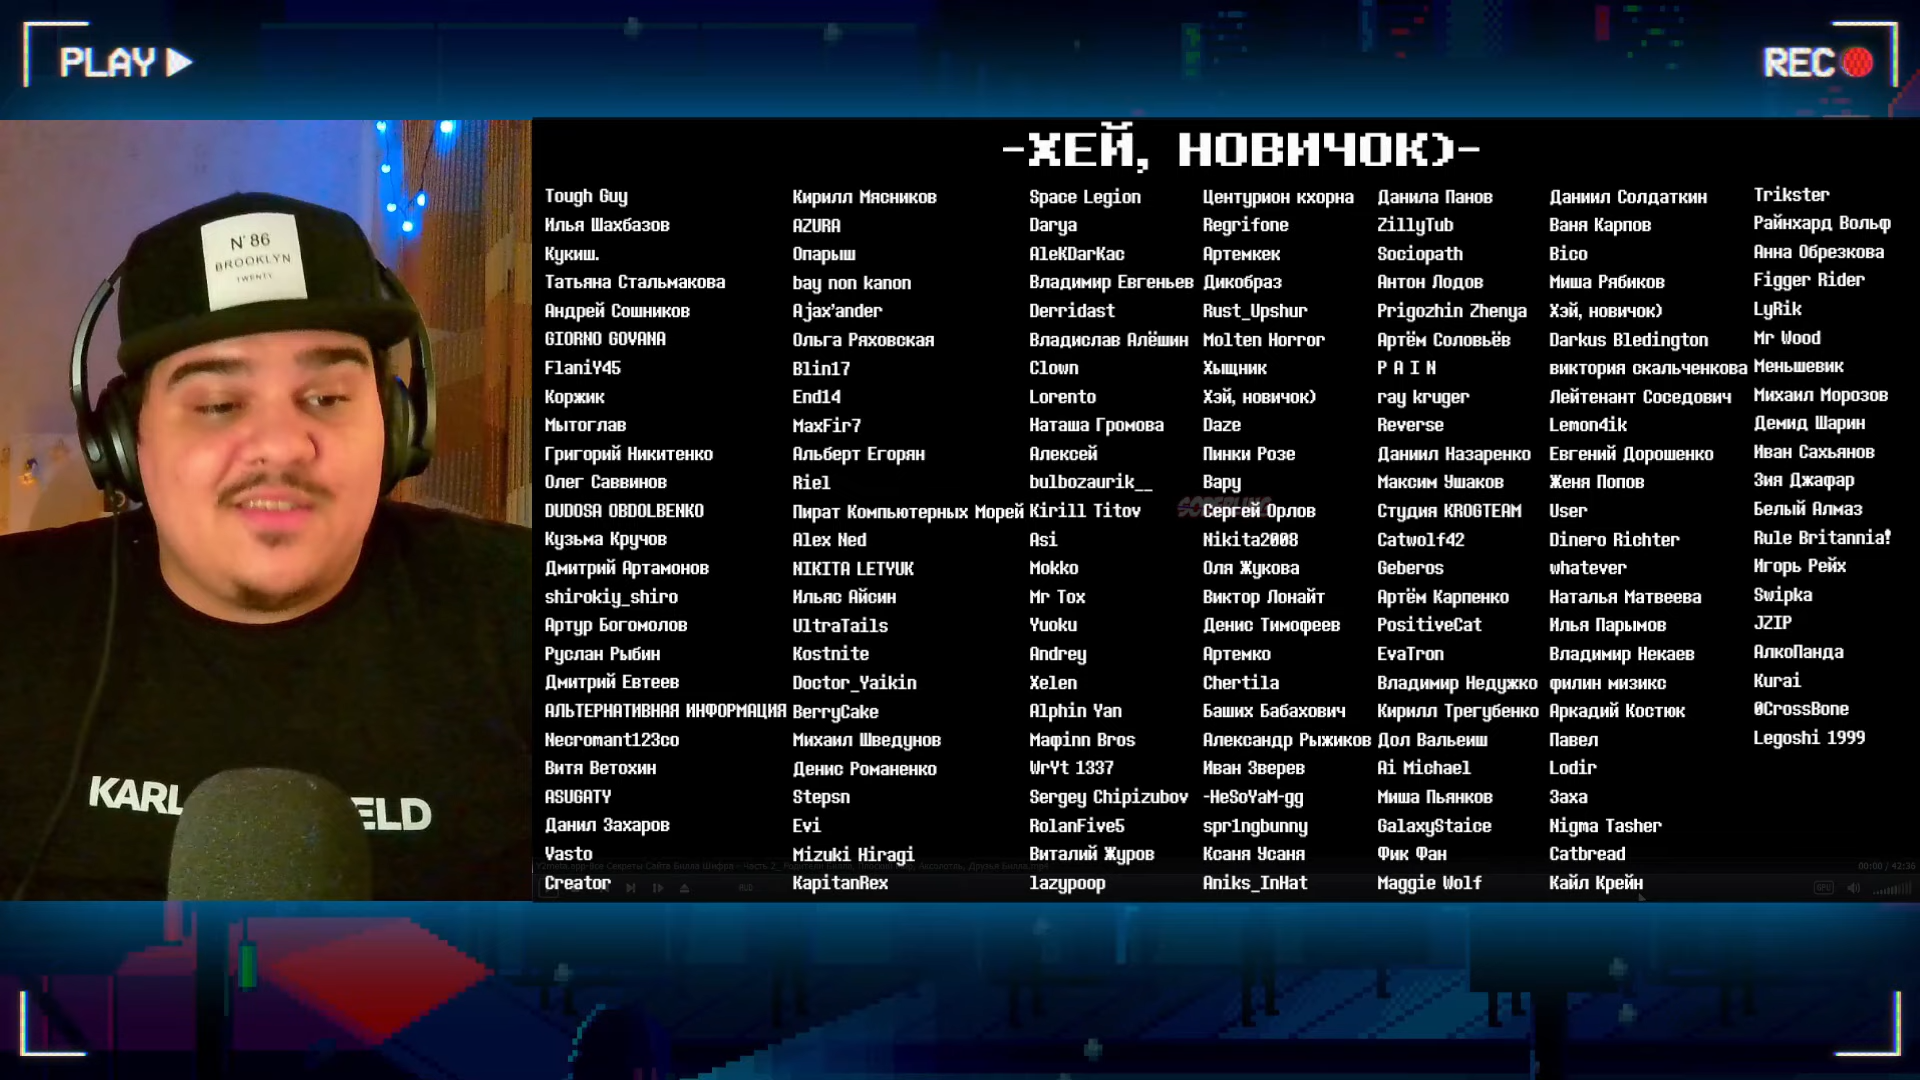 PLAY
REC
N°86
BROOKLYN
TWENTY
KARL
ELD
-ХЕЙ, НОВИЧОК)-
Tough Guy
Илья Шахбазов
Кукиш.
Татьяна Стальмакова
Андрей Сошников
GIORNO GOVANA
FlaniY45
Коржик
Мытоглав
Григорий Никитенко
Олег Саввинов
DUDOSA OBDOLBENKO
Кузьма Кручов
Дмитрий Артамонов
shirokiy_shiro
Артур Богомолов
Руслан Рыбин
Дмитрий Евтеев
АЛЬТЕРНАТИВНАЯ ИНФОРМАЦИЯ
Necromant123co
Витя Ветохин
ASUGATY
Данил Захаров
Vasto
Creator
Кирилл Мясников
AZURA
Опарыш
bay non kanon
Ajax'ander
Ольга Ряховская
Blin17
End14
MaxFir7
Альберт Егорян
Riel
Пират Компьютерных Морей
Alex Ned
NIKITA LETYUK
Ильяс Айсин
UltraTails
Kostnite
Doctor_Yaikin
BerryCake
Михаил Шведунов
Денис Романенко
Stepsn
Evi
Mizuki Hiragi
KapitanRex
Space Legion
Darya
AleKDarKac
Владимир Евгеньев
Derridast
Владислав Алёшин
Clown
Lorento
Наташа Громова
Алексей
bulbozaurik__
Kirill Titov
Asi
Mokko
Mr Tox
Yuoku
Andrey
Xelen
Alphin Yan
Maφinn Bros
WrYt 1337
Sergey Chipizubov
RolanFive5
Виталий Журов
lazypoop
Центурион кхорна
Regrifone
Артемкек
Дикобраз
Rust_Upshur
Molten Horror
Хыщник
Хэй, новичок)
Daze
Пинки Розе
Вару
Сергей Орлов
Nikita2008
Оля Жукова
Виктор Лонайт
Денис Тимофеев
Артемко
Chertila
Баших Бабахович
Александр Рыжиков
Иван Зверев
-HeSoYaM-gg
spr1ngbunny
Ксаня Усаня
Aniks_InHat
Данила Панов
ZillyTub
Sociopath
Антон Лодов
Prigozhin Zhenya
Артём Соловьёв
P A I N
ray kruger
Reverse
Даниил Назаренко
Максим Ушаков
Студия KROGTEAM
Catwolf42
Geberos
Артём Карпенко
PositiveCat
EvaTron
Владимир Недужко
Кирилл Трегубенко
Дол Вальеиш
Ai Michael
Миша Пьянков
GalaxyStaice
Фик Фан
Maggie Wolf
Даниил Солдаткин
Ваня Карпов
Bico
Миша Рябиков
Хэй, новичок)
Darkus Bledington
виктория скальченкова
Лейтенант Соседович
Lemon4ik
Евгений Дорошенко
Женя Попов
User
Dinero Richter
whatever
Наталья Матвеева
Илья Парымов
Владимир Некаев
филин мизикс
Аркадий Костюк
Павел
Lodir
Заха
Nigma Tasher
Catbread
Кайл Крейн
Trikster
Райнхард Вольф
Анна Обрезкова
Figger Rider
LyRik
Mr Wood
Меньшевик
Михаил Морозов
Демид Шарин
Иван Сахьянов
Зия Джафар
Белый Алмаз
Rule Britannia!
Игорь Рейх
Swipka
JZIP
АлкоПанда
Kurai
0CrossBone
Legoshi 1999
00:00 / 42:36